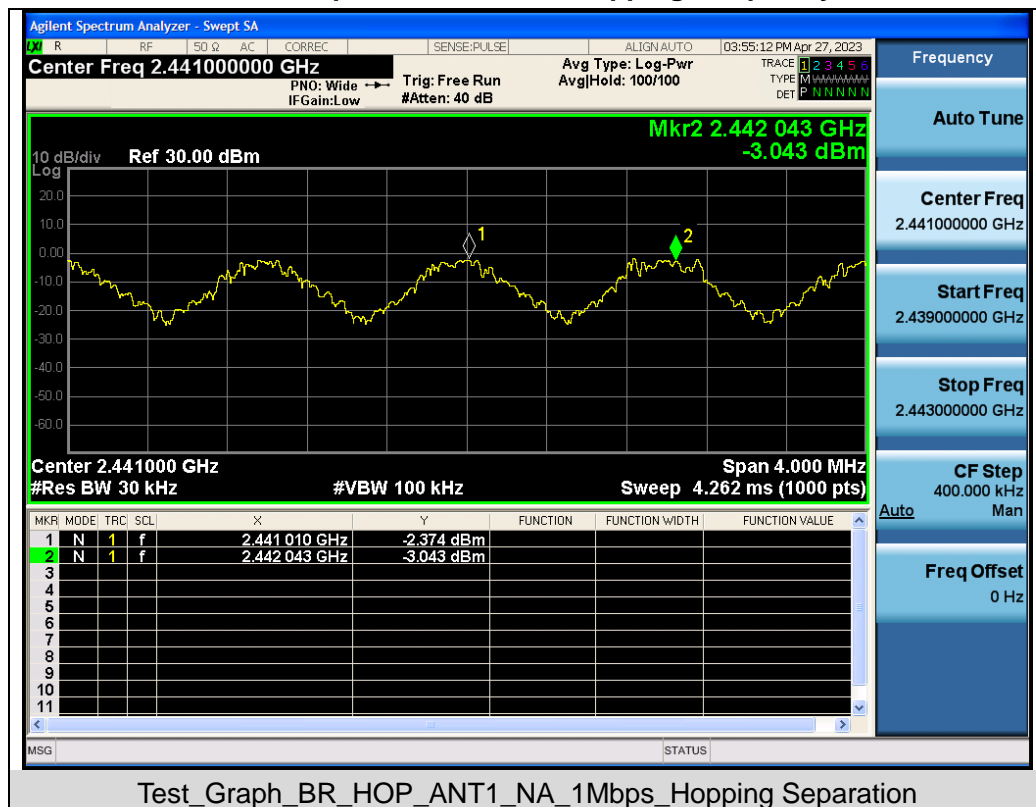 Agilent Spectrum Analyzer - Swept SA
LXI R RF 50 Ω AC CORREC SENSE:PULSE ALIGN AUTO 03:55:12 PM Apr 27, 2023
Center Freq 2.441000000 GHz
PNO: Wide
IFGain:Low
Trig: Free Run
#Atten: 40 dB
Avg Type: Log-Pwr
Avg|Hold: 100/100
TRACE 1 2 3 4 5 6
TYPE M WWWWW
DET P N N N N N
Mkr2 2.442 043 GHz
-3.043 dBm
10 dB/div Ref 30.00 dBm
Log
20.0
10.0
0.00
-10.0
-20.0
-30.0
-40.0
-50.0
-60.0
1
2
Center 2.441000 GHz Span 4.000 MHz
#Res BW 30 kHz #VBW 100 kHz Sweep 4.262 ms (1000 pts)
MKR MODE TRC SCL X Y FUNCTION FUNCTION WIDTH FUNCTION VALUE
1 N 1 f 2.441 010 GHz -2.374 dBm
2 N 1 f 2.442 043 GHz -3.043 dBm
3
4
5
6
7
8
9
10
11
MSG STATUS
Frequency
Auto Tune
Center Freq
2.441000000 GHz
Start Freq
2.439000000 GHz
Stop Freq
2.443000000 GHz
CF Step
400.000 kHz
Auto Man
Freq Offset
0 Hz
Test_Graph_BR_HOP_ANT1_NA_1Mbps_Hopping Separation